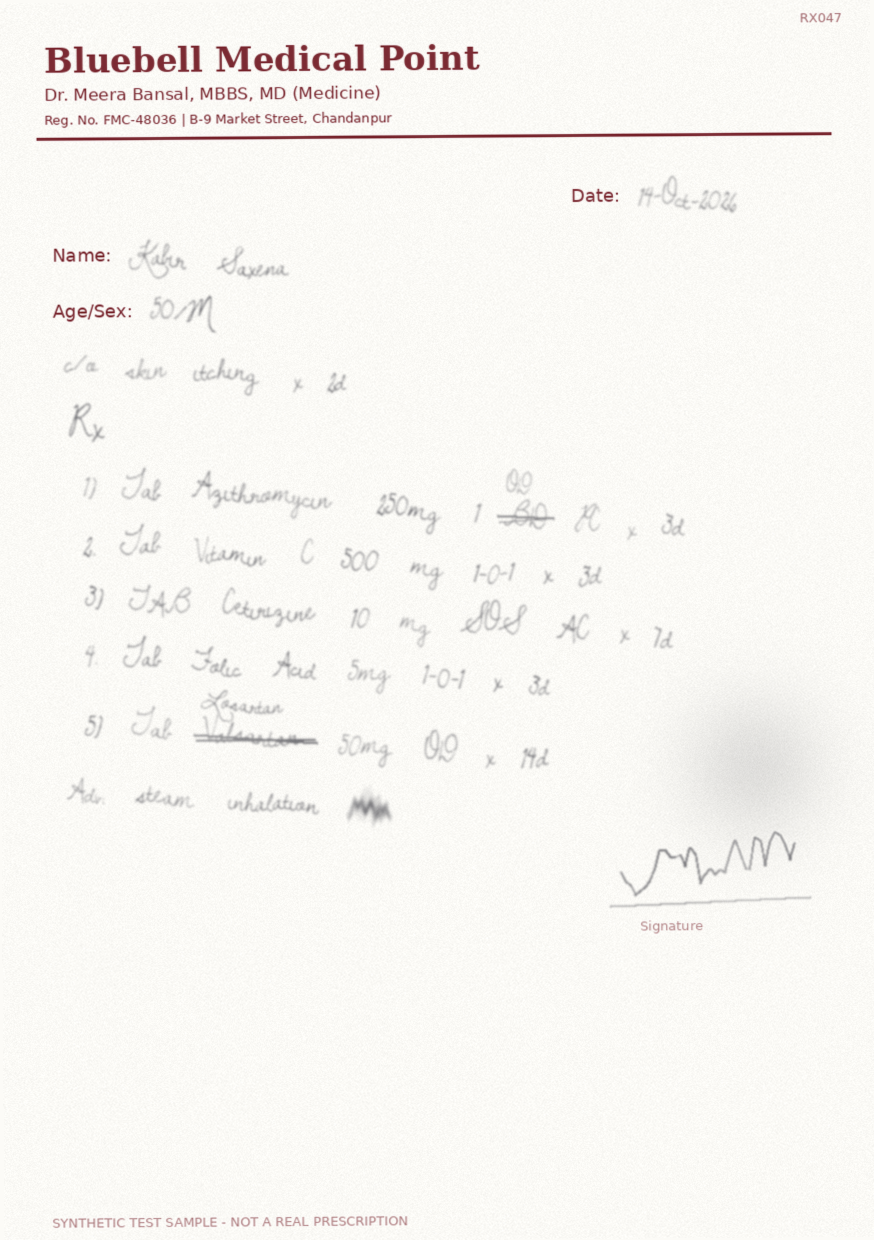 RX047
Bluebell Medical Point
Dr. Meera Bansal, MBBS, MD (Medicine)
Reg. No. FMC-48036 | B-9 Market Street, Chandanpur
Date: 14-Oct-2026
Name: Kabir Saxena
Age/Sex: 50/M
c/o skin itching x 2d
Rx
OD
1) Tab Azithromycin 250mg 1 BD PC x 3d
2. Tab Vitamin C 500 mg 1-0-1 x 3d
3) TAB Cetirizine 10 mg SOS AC x 7d
4. Tab Folic Acid 5mg 1-0-1 x 3d
Losartan
5) Tab Valsartan 50mg OD x 14d
Adv. steam inhalation
Signature
SYNTHETIC TEST SAMPLE - NOT A REAL PRESCRIPTION